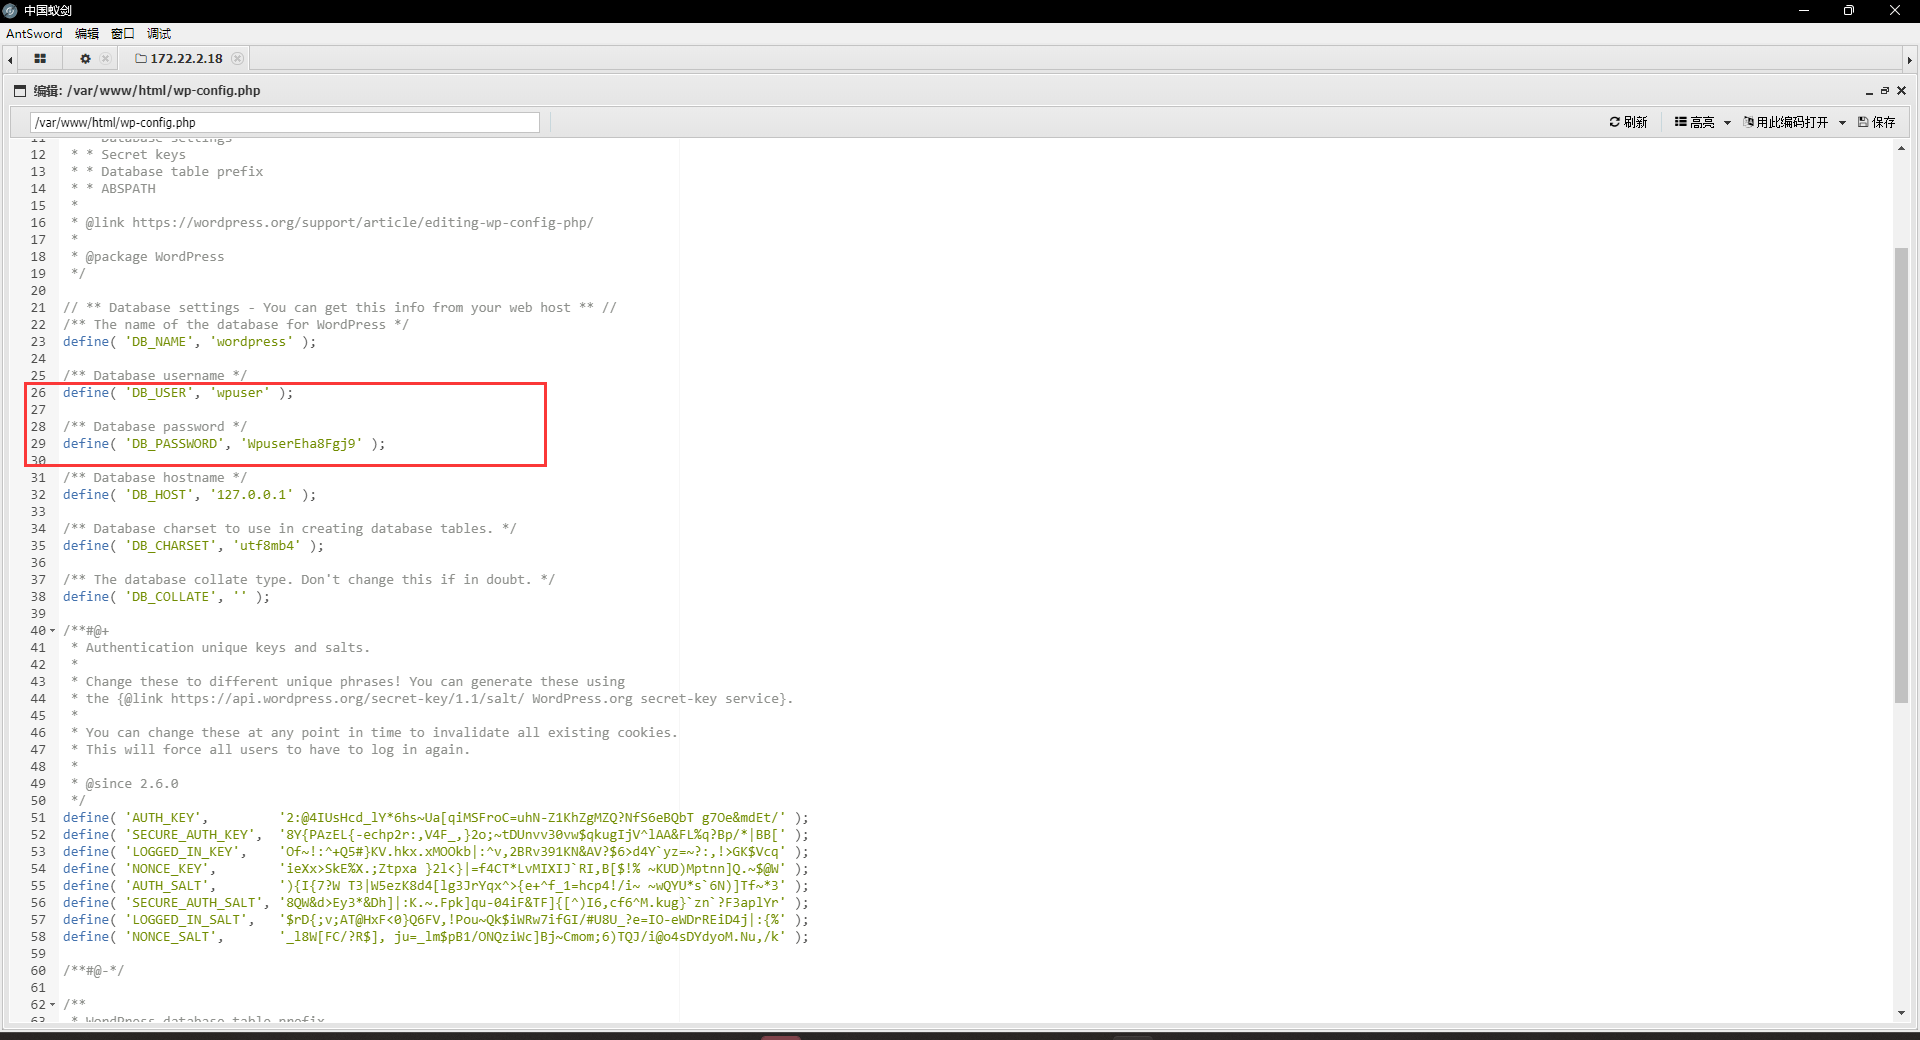 中国蚁剑
AntSword 编辑 窗口 调试
172.22.2.18
编辑: /var/www/html/wp-config.php
/var/www/html/wp-config.php
刷新 高亮 用此编码打开 保存
11 * * Database settings
12 * * Secret keys
13 * * Database table prefix
14 * * ABSPATH
15 *
16 * @link https://wordpress.org/support/article/editing-wp-config-php/
17 *
18 * @package WordPress
19 */
20
21 // ** Database settings - You can get this info from your web host ** //
22 /** The name of the database for WordPress */
23 define( 'DB_NAME', 'wordpress' );
24
25 /** Database username */
26 define( 'DB_USER', 'wpuser' );
27
28 /** Database password */
29 define( 'DB_PASSWORD', 'WpuserEha8Fgj9' );
30
31 /** Database hostname */
32 define( 'DB_HOST', '127.0.0.1' );
33
34 /** Database charset to use in creating database tables. */
35 define( 'DB_CHARSET', 'utf8mb4' );
36
37 /** The database collate type. Don't change this if in doubt. */
38 define( 'DB_COLLATE', '' );
39
40 /**#@+
41 * Authentication unique keys and salts.
42 *
43 * Change these to different unique phrases! You can generate these using
44 * the {@link https://api.wordpress.org/secret-key/1.1/salt/ WordPress.org secret-key service}.
45 *
46 * You can change these at any point in time to invalidate all existing cookies.
47 * This will force all users to have to log in again.
48 *
49 * @since 2.6.0
50 */
51 define( 'AUTH_KEY', '2:@4IUsHcd_lY*6hs~Ua[qiMSFroC=uhN-Z1KhZgMZQ?NfS6eBQbT g7Oe&mdEt/' );
52 define( 'SECURE_AUTH_KEY', '8Y{PAzEL{-echp2r:,V4F_,}2o;~tDUnvv30vw$qkugIjV^lAA&FL%q?Bp/*|BB[' );
53 define( 'LOGGED_IN_KEY', 'Of~!:^+Q5#}KV.hkx.xMOOkb|:^v,2BRv391KN&AV?$6>d4Y`yz=~?:,!>GK$Vcq' );
54 define( 'NONCE_KEY', 'ieXx>SkE%X.;Ztpxa }2l<}|=f4CT*LvMIXIJ`RI,B[$!% ~KUD)Mptnn]Q.~$@W' );
55 define( 'AUTH_SALT', '){I{7?W T3|W5ezK8d4[lg3JrYqx^>{e+^f_1=hcp4!/i~ ~wQYU*s`6N)]Tf~*3' );
56 define( 'SECURE_AUTH_SALT', '8QW&d>Ey3*&Dh]|:K.~.Fpk]qu-04iF&TF]{[^)I6,cf6^M.kug}`zn`?F3aplYr' );
57 define( 'LOGGED_IN_SALT', '$rD{;v;AT@HxF<0}Q6FV,!Pou~Qk$iWRw7ifGI/#U8U_?e=IO-eWDrREiD4j|:{%' );
58 define( 'NONCE_SALT', '_l8W[FC/?R$], ju=_lm$pB1/ONQziWc]Bj~Cmom;6)TQJ/i@o4sDYdyoM.Nu,/k' );
59
60 /**#@-*/
61
62 /**
63 * WordPress database table prefix